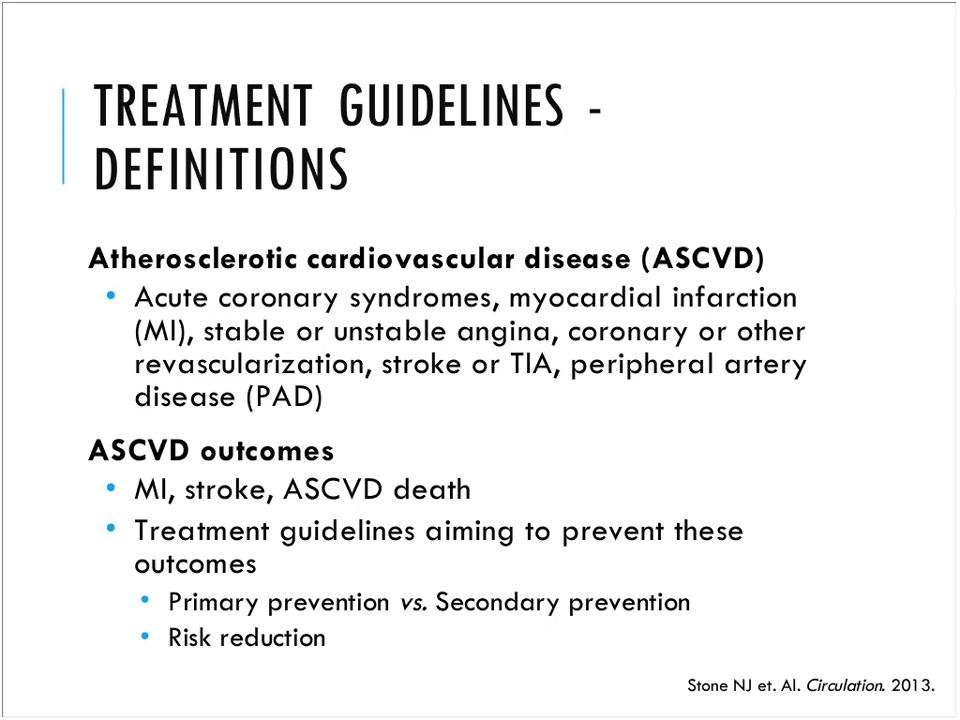 TREATMENT GUIDELINES -
DEFINITIONS
Atherosclerotic cardiovascular disease (ASCVD)
• Acute coronary syndromes, myocardial infarction
(MI), stable or unstable angina, coronary or other
revascularization, stroke or TIA, peripheral artery
disease (PAD)
ASCVD outcomes
• MI, stroke, ASCVD death
• Treatment guidelines aiming to prevent these
outcomes
• Primary prevention vs. Secondary prevention
• Risk reduction
Stone NJ et. Al. Circulation. 2013.